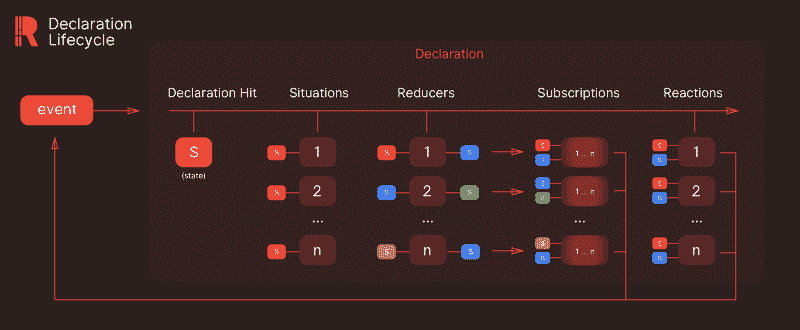 Declaration
Lifecycle
Declaration
Declaration Hit Situations Reducers Subscriptions Reactions
event
S
(state)
S 1 S 1 S S S 1 ... n S S 1
S 2 S 2 S S S 1 ... n S S 2
... ... ... ...
S n S n S S S 1 ... n S S n